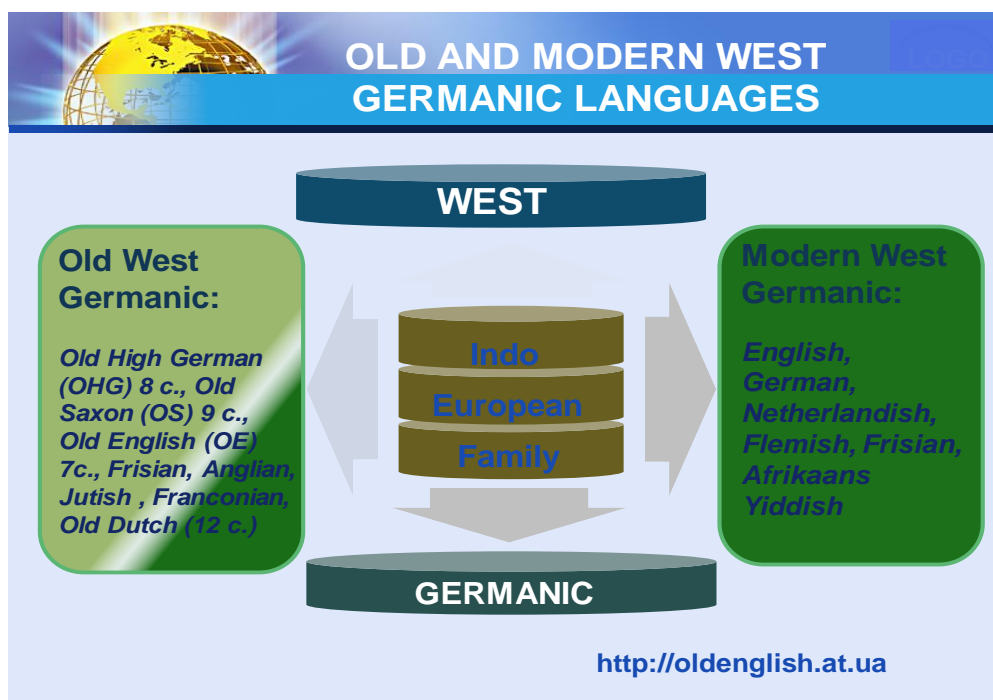 OLD AND MODERN WEST
GERMANIC LANGUAGES
LOGO
WEST
Old West
Germanic:
Old High German
(OHG) 8 c., Old
Saxon (OS) 9 c.,
Old English (OE)
7c., Frisian, Anglian,
Jutish , Franconian,
Old Dutch (12 c.)
Indo
European
Family
Modern West
Germanic:
English,
German,
Netherlandish,
Flemish, Frisian,
Afrikaans
Yiddish
GERMANIC
http://oldenglish.at.ua